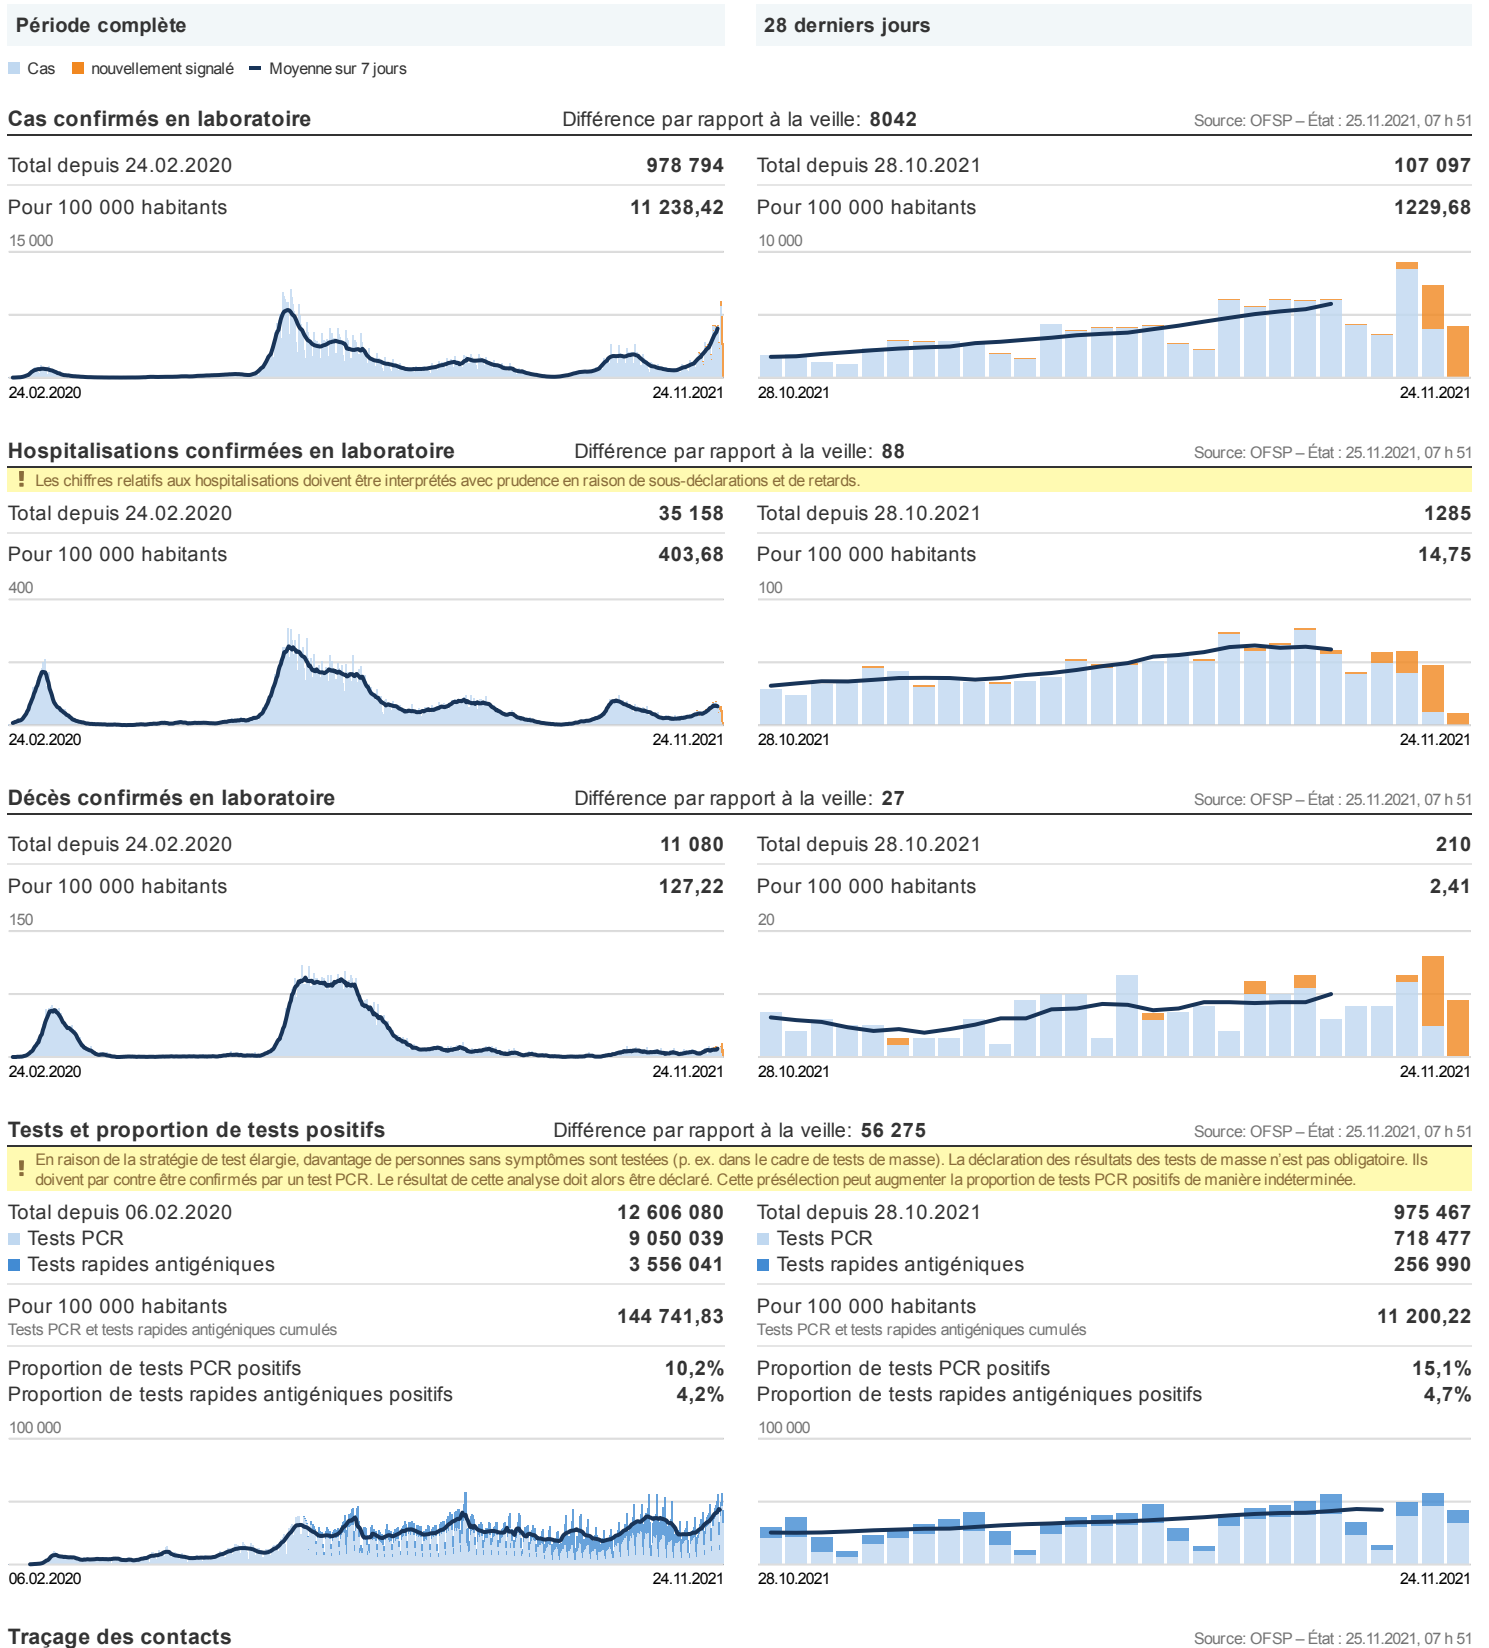 Période complète
28 derniers jours
Cas nouvellement signalé Moyenne sur 7 jours
Cas confirmés en laboratoire Différence par rapport à la veille: 8042 Source: OFSP – État : 25.11.2021, 07 h 51
Total depuis 24.02.2020 978 794
Pour 100 000 habitants 11 238,42
15 000
24.02.2020 24.11.2021
Total depuis 28.10.2021 107 097
Pour 100 000 habitants 1229,68
10 000
28.10.2021 24.11.2021
Hospitalisations confirmées en laboratoire Différence par rapport à la veille: 88 Source: OFSP – État : 25.11.2021, 07 h 51
! Les chiffres relatifs aux hospitalisations doivent être interprétés avec prudence en raison de sous-déclarations et de retards.
Total depuis 24.02.2020 35 158
Pour 100 000 habitants 403,68
400
24.02.2020 24.11.2021
Total depuis 28.10.2021 1285
Pour 100 000 habitants 14,75
100
28.10.2021 24.11.2021
Décès confirmés en laboratoire Différence par rapport à la veille: 27 Source: OFSP – État : 25.11.2021, 07 h 51
Total depuis 24.02.2020 11 080
Pour 100 000 habitants 127,22
150
24.02.2020 24.11.2021
Total depuis 28.10.2021 210
Pour 100 000 habitants 2,41
20
28.10.2021 24.11.2021
Tests et proportion de tests positifs Différence par rapport à la veille: 56 275 Source: OFSP – État : 25.11.2021, 07 h 51
! En raison de la stratégie de test élargie, davantage de personnes sans symptômes sont testées (p. ex. dans le cadre de tests de masse). La déclaration des résultats des tests de masse n’est pas obligatoire. Ils
doivent par contre être confirmés par un test PCR. Le résultat de cette analyse doit alors être déclaré. Cette présélection peut augmenter la proportion de tests PCR positifs de manière indéterminée.
Total depuis 06.02.2020 12 606 080
Tests PCR 9 050 039
Tests rapides antigéniques 3 556 041
Pour 100 000 habitants 144 741,83
Tests PCR et tests rapides antigéniques cumulés
Proportion de tests PCR positifs 10,2%
Proportion de tests rapides antigéniques positifs 4,2%
100 000
06.02.2020 24.11.2021
Total depuis 28.10.2021 975 467
Tests PCR 718 477
Tests rapides antigéniques 256 990
Pour 100 000 habitants 11 200,22
Tests PCR et tests rapides antigéniques cumulés
Proportion de tests PCR positifs 15,1%
Proportion de tests rapides antigéniques positifs 4,7%
100 000
28.10.2021 24.11.2021
Traçage des contacts Source: OFSP – État : 25.11.2021, 07 h 51